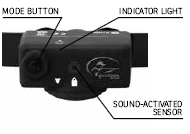 MODE BUTTON
INDICATOR LIGHT
SOUND-ACTIVATED
SENSOR